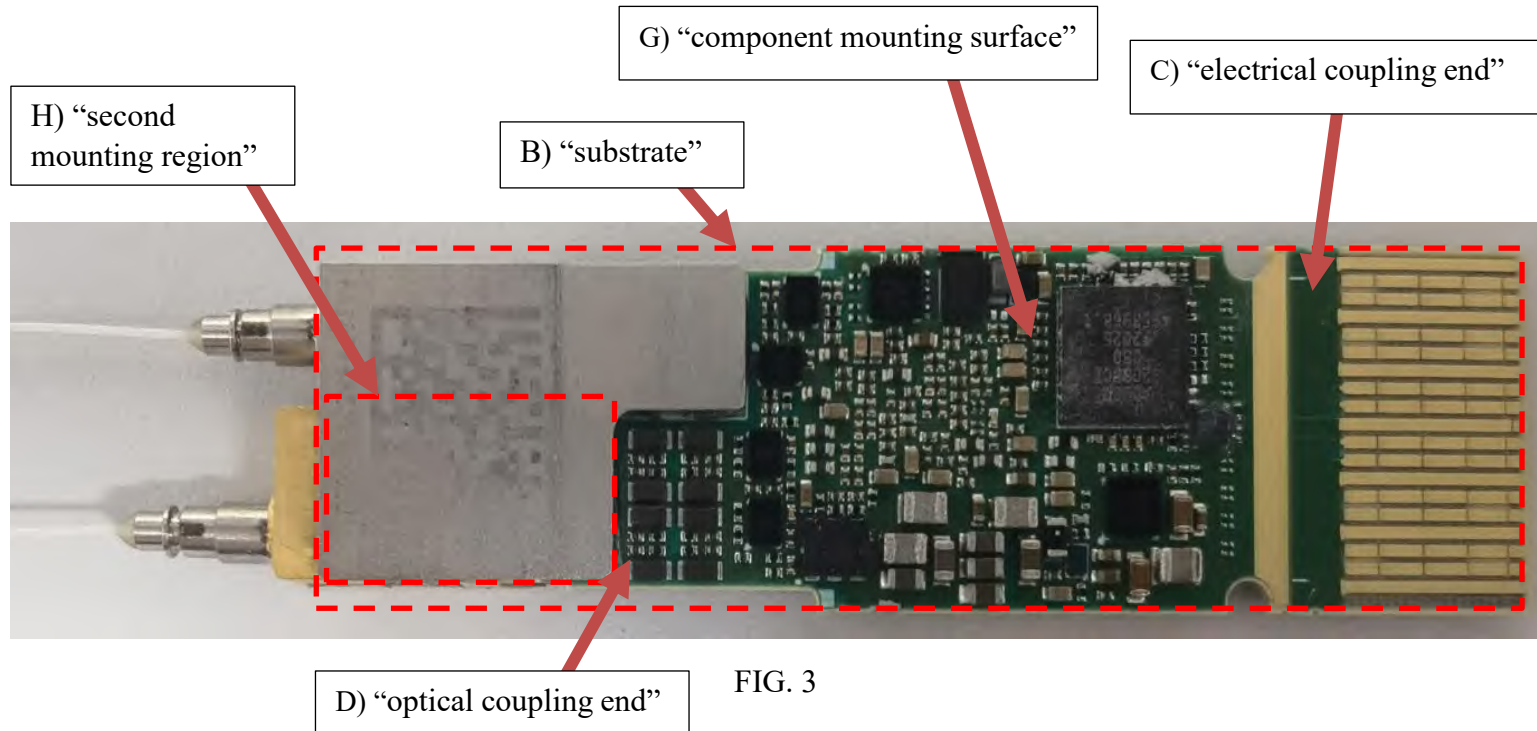 G) “component mounting surface”
C) “electrical coupling end”
H) “second
mounting region”
B) “substrate”
D) “optical coupling end”
FIG. 3